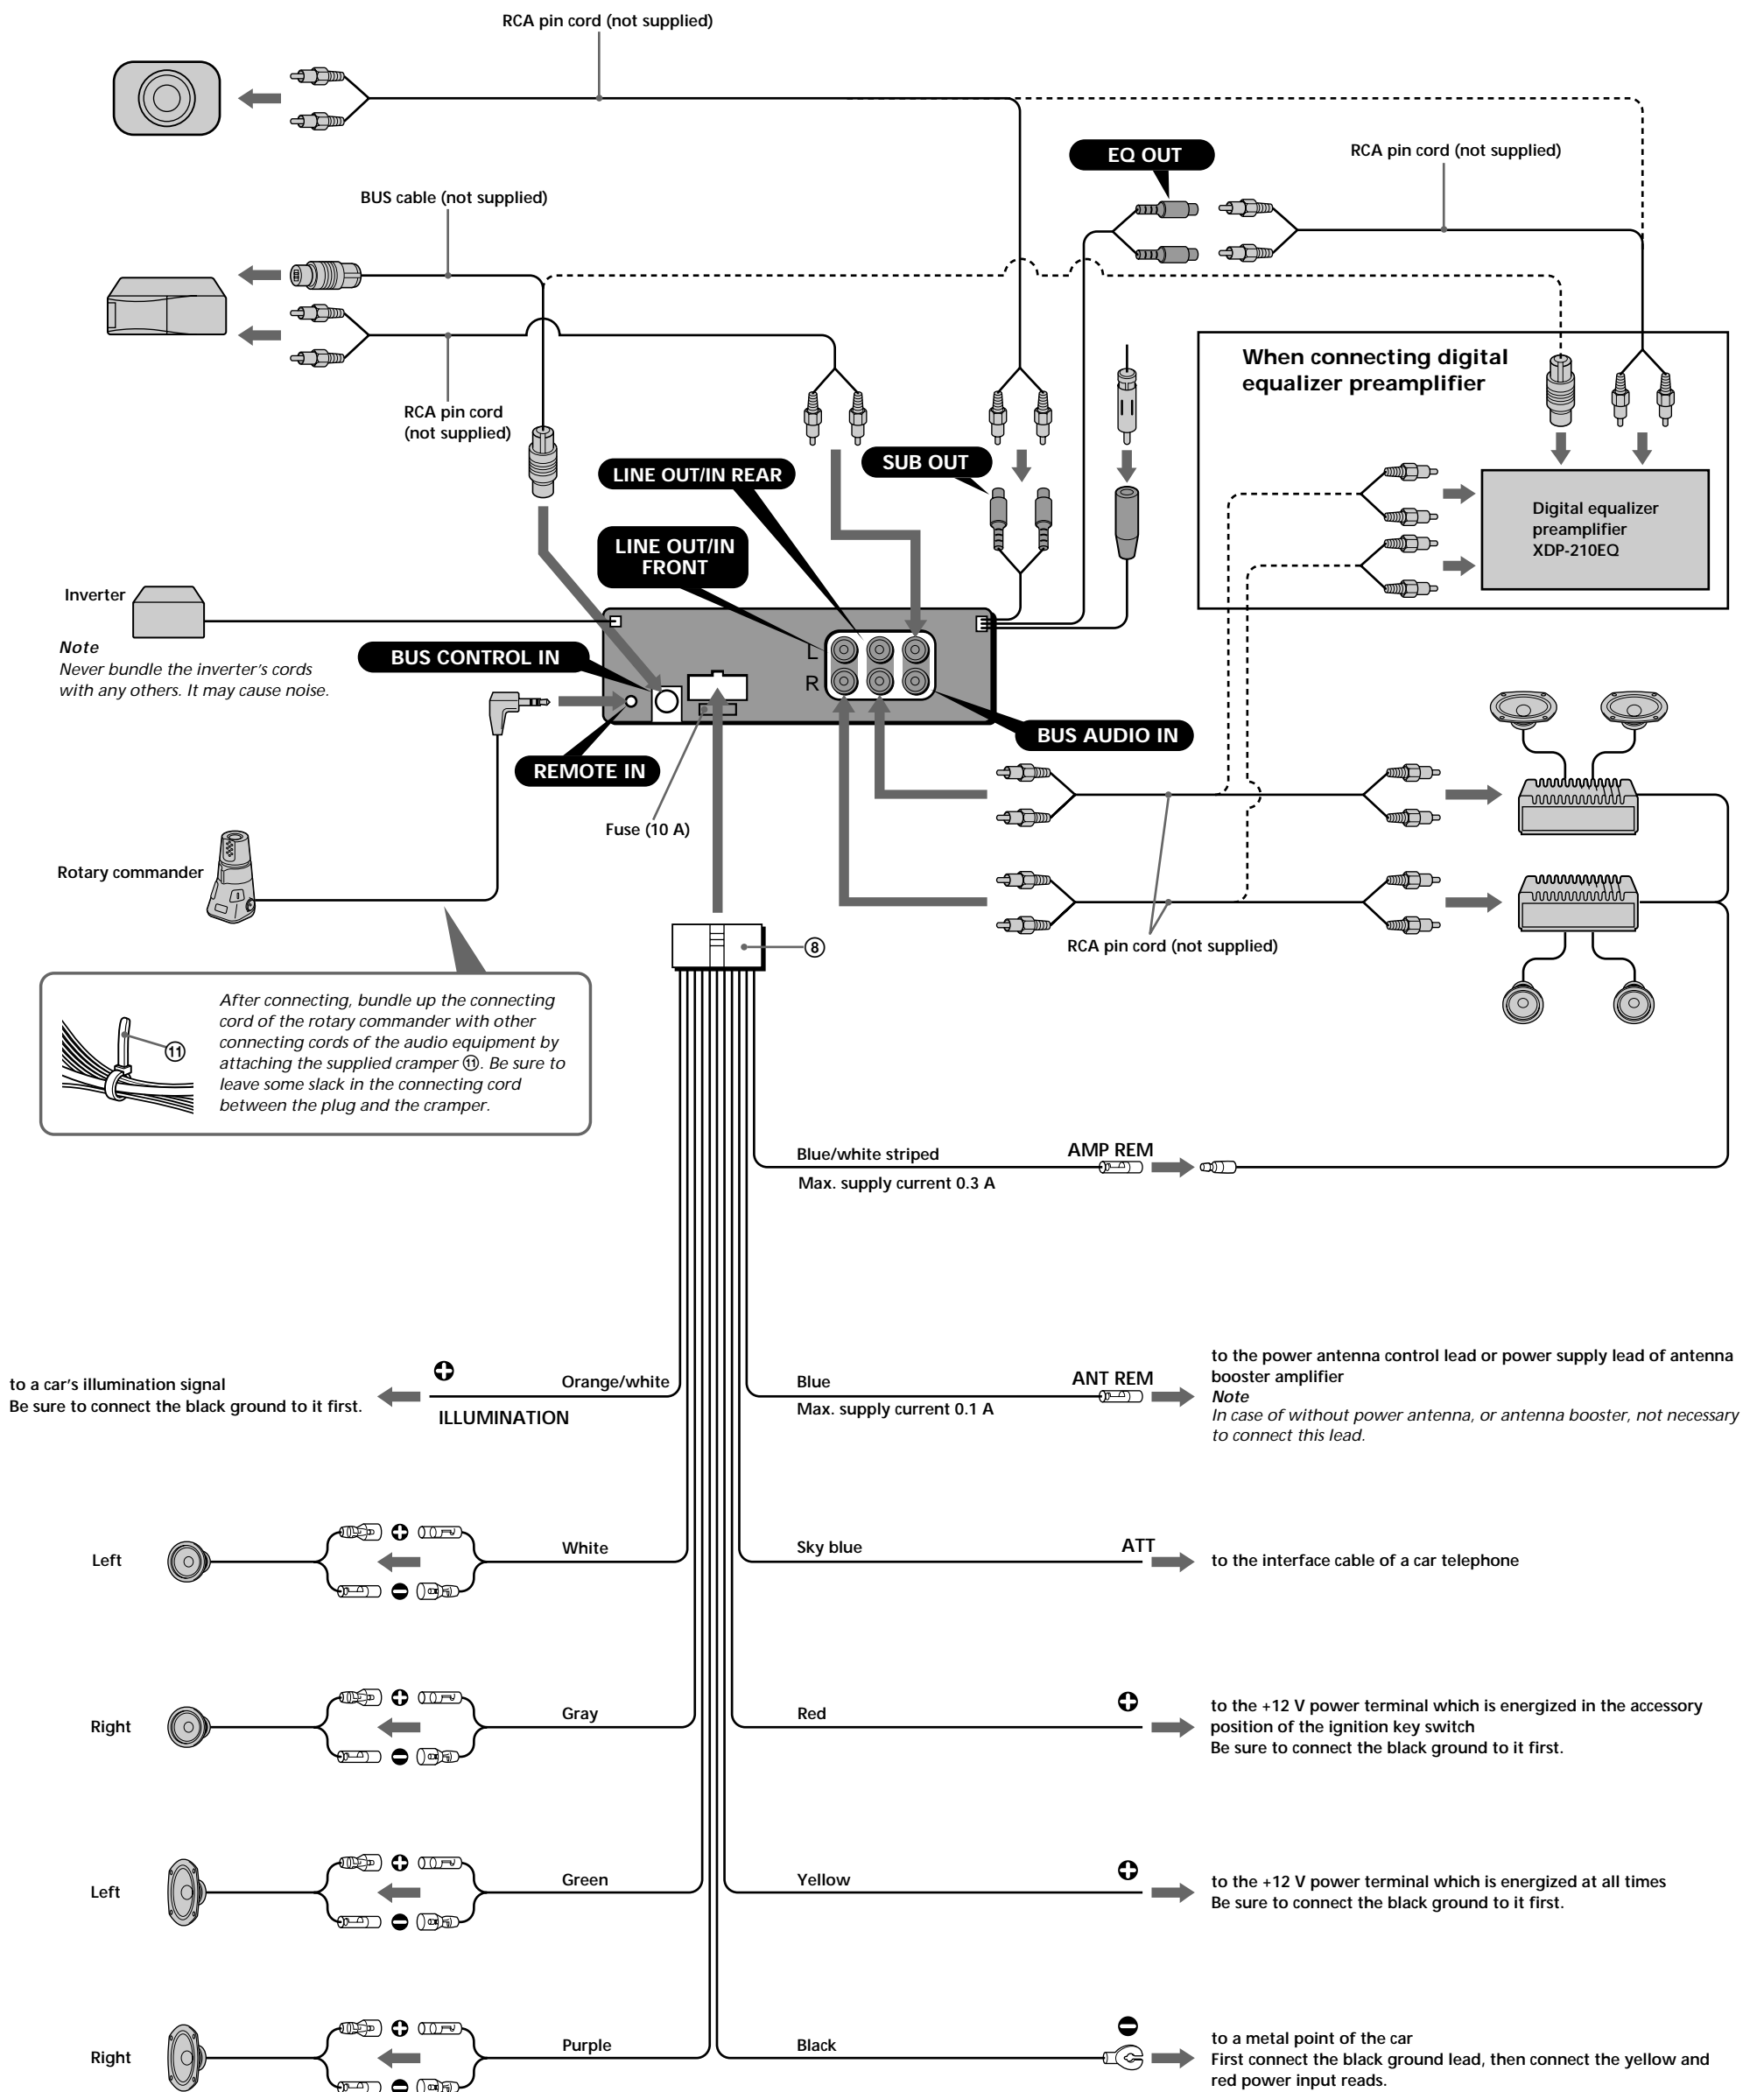 RCA pin cord (not supplied)
EQ OUT
RCA pin cord (not supplied)
BUS cable (not supplied)
When connecting digital
equalizer preamplifier
RCA pin cord
(not supplied)
LINE OUT/IN REAR
SUB OUT
Digital equalizer
preamplifier
XDP-210EQ
LINE OUT/IN
FRONT
Inverter
Note
Never bundle the inverter's cords
with any others. It may cause noise.
BUS CONTROL IN
L
R
BUS AUDIO IN
REMOTE IN
Fuse (10 A)
Rotary commander
RCA pin cord (not supplied)
⑧
⑪
After connecting, bundle up the connecting
cord of the rotary commander with other
connecting cords of the audio equipment by
attaching the supplied cramper ⑪. Be sure to
leave some slack in the connecting cord
between the plug and the cramper.
Blue/white striped
AMP REM
Max. supply current 0.3 A
to a car's illumination signal
Be sure to connect the black ground to it first.
+
Orange/white
ILLUMINATION
Blue
ANT REM
Max. supply current 0.1 A
to the power antenna control lead or power supply lead of antenna
booster amplifier
Note
In case of without power antenna, or antenna booster, not necessary
to connect this lead.
Left
+
−
White
Sky blue
ATT
to the interface cable of a car telephone
Right
+
−
Gray
Red
+
to the +12 V power terminal which is energized in the accessory
position of the ignition key switch
Be sure to connect the black ground to it first.
Left
+
−
Green
Yellow
+
to the +12 V power terminal which is energized at all times
Be sure to connect the black ground to it first.
Right
+
−
Purple
Black
−
to a metal point of the car
First connect the black ground lead, then connect the yellow and
red power input reads.